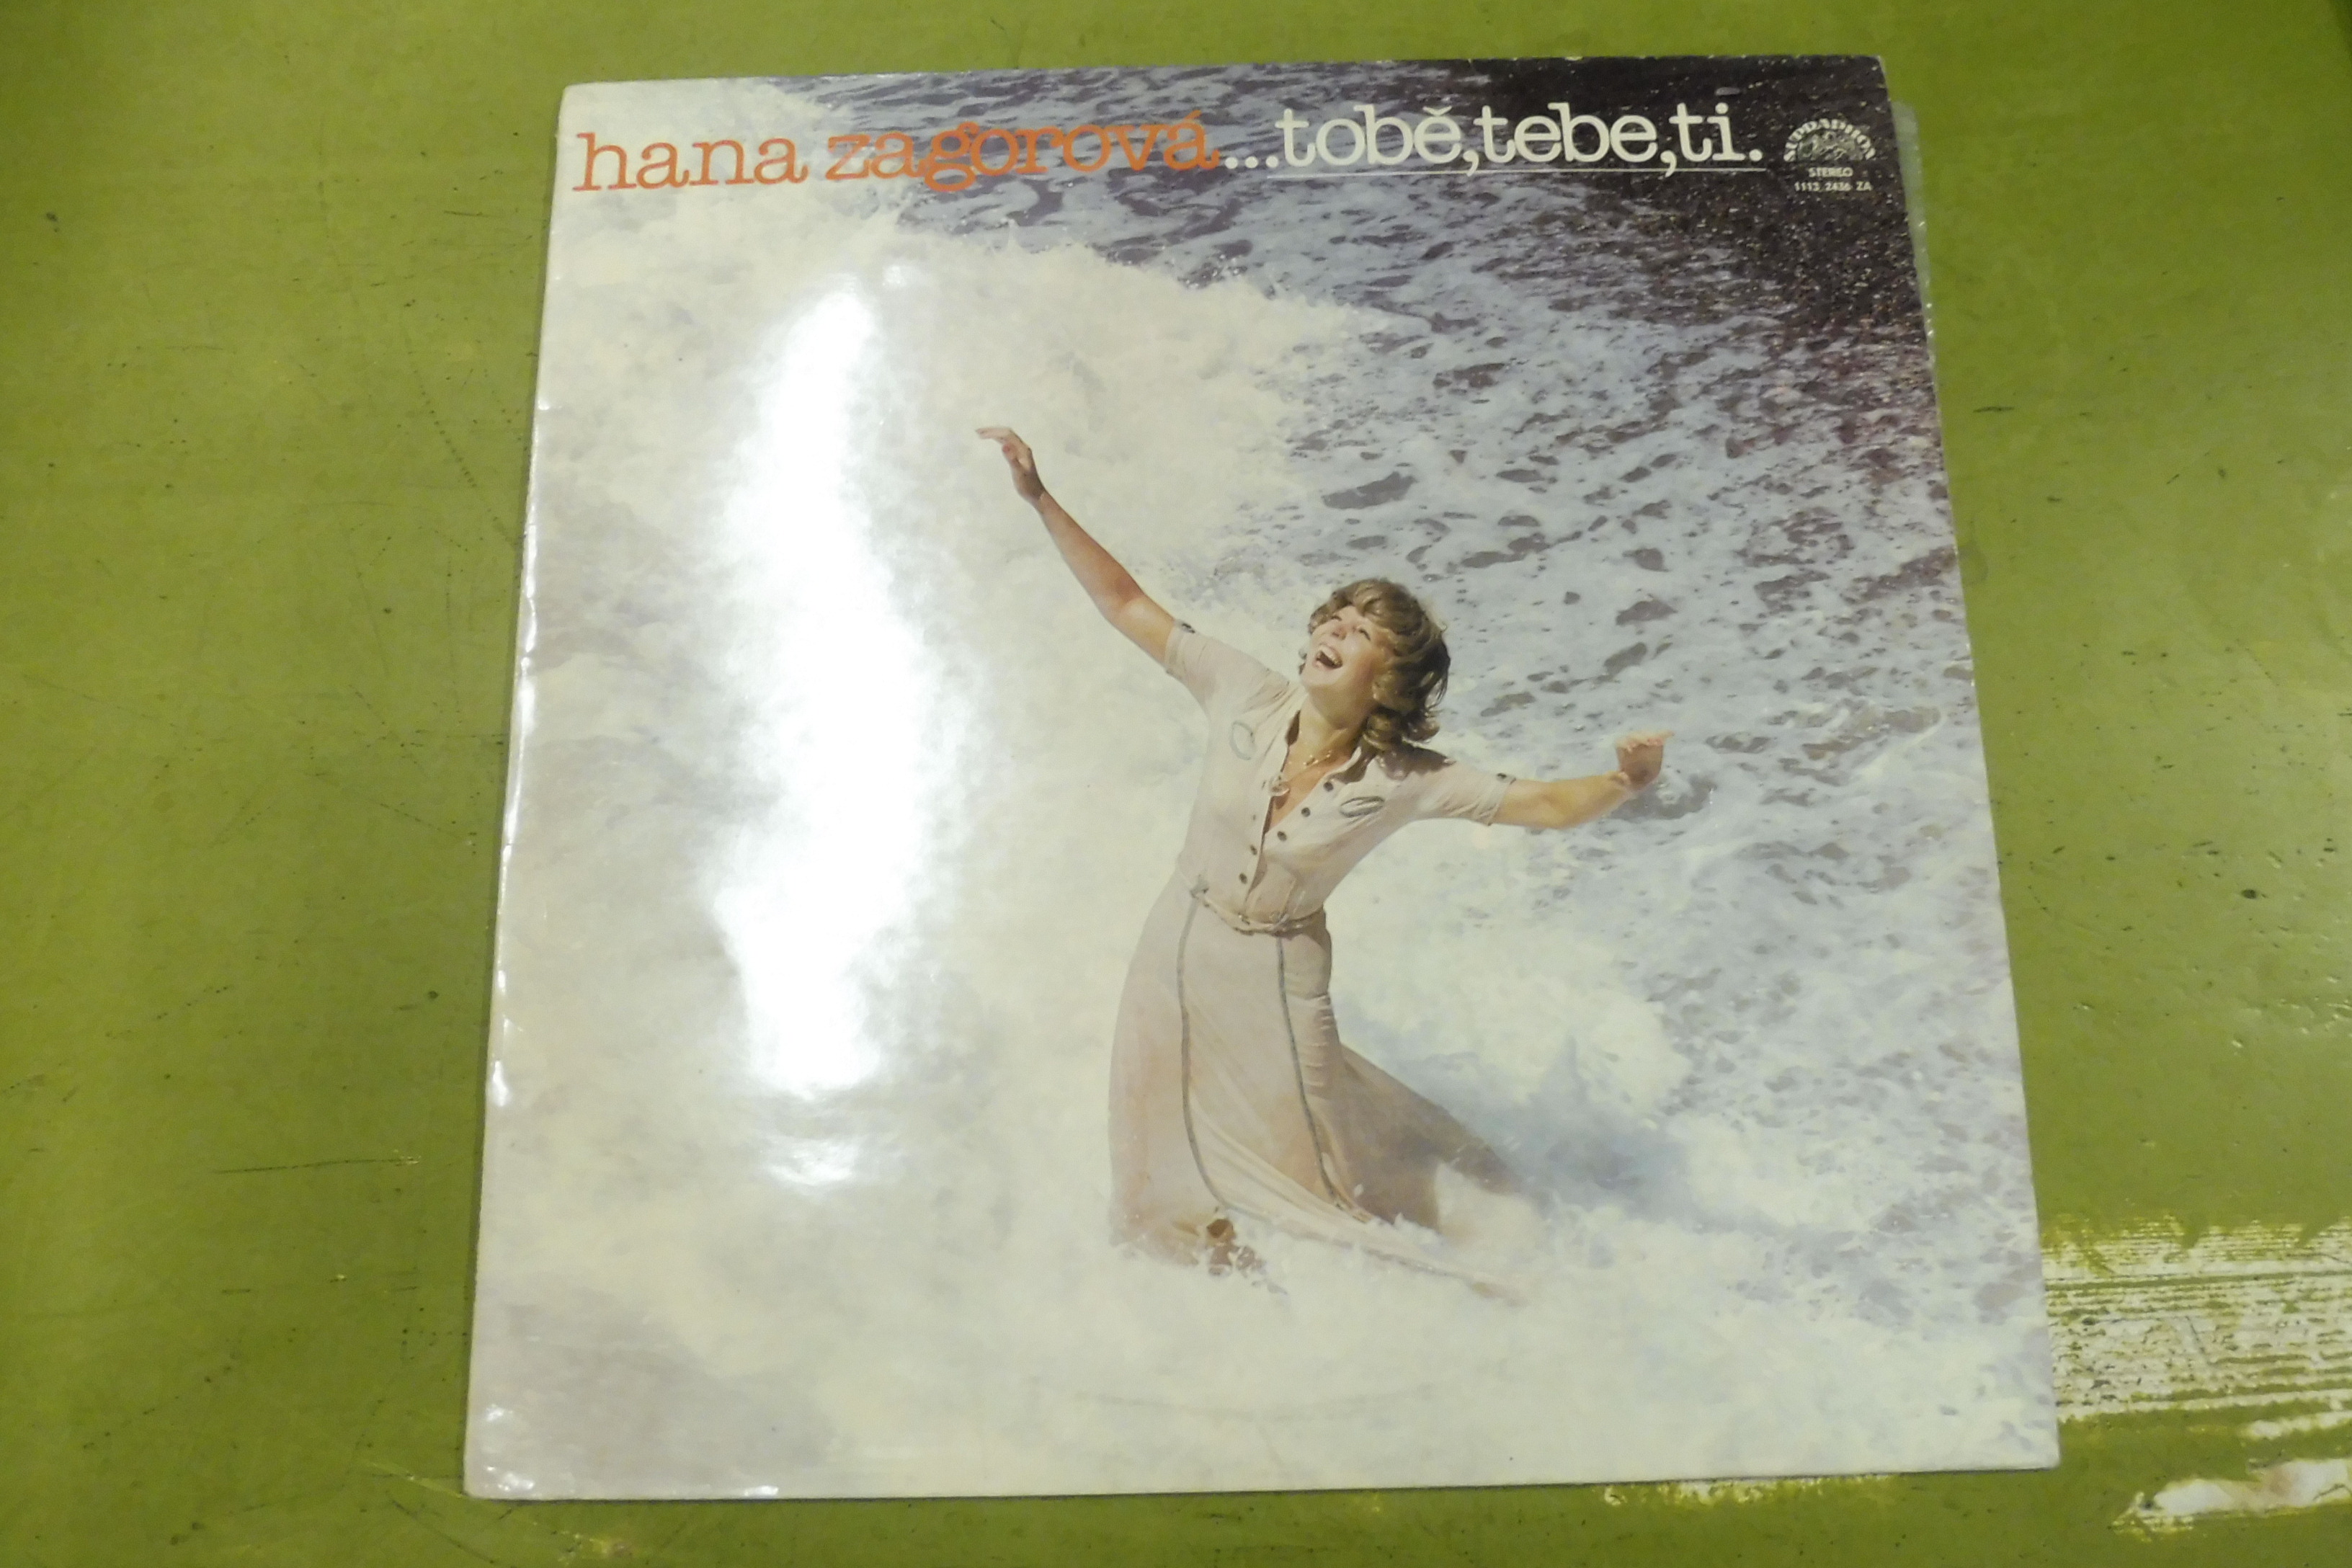 hana zagorová...tobě,tebe,ti.
SUPRAPHON
STEREO
1113 2436 ZA